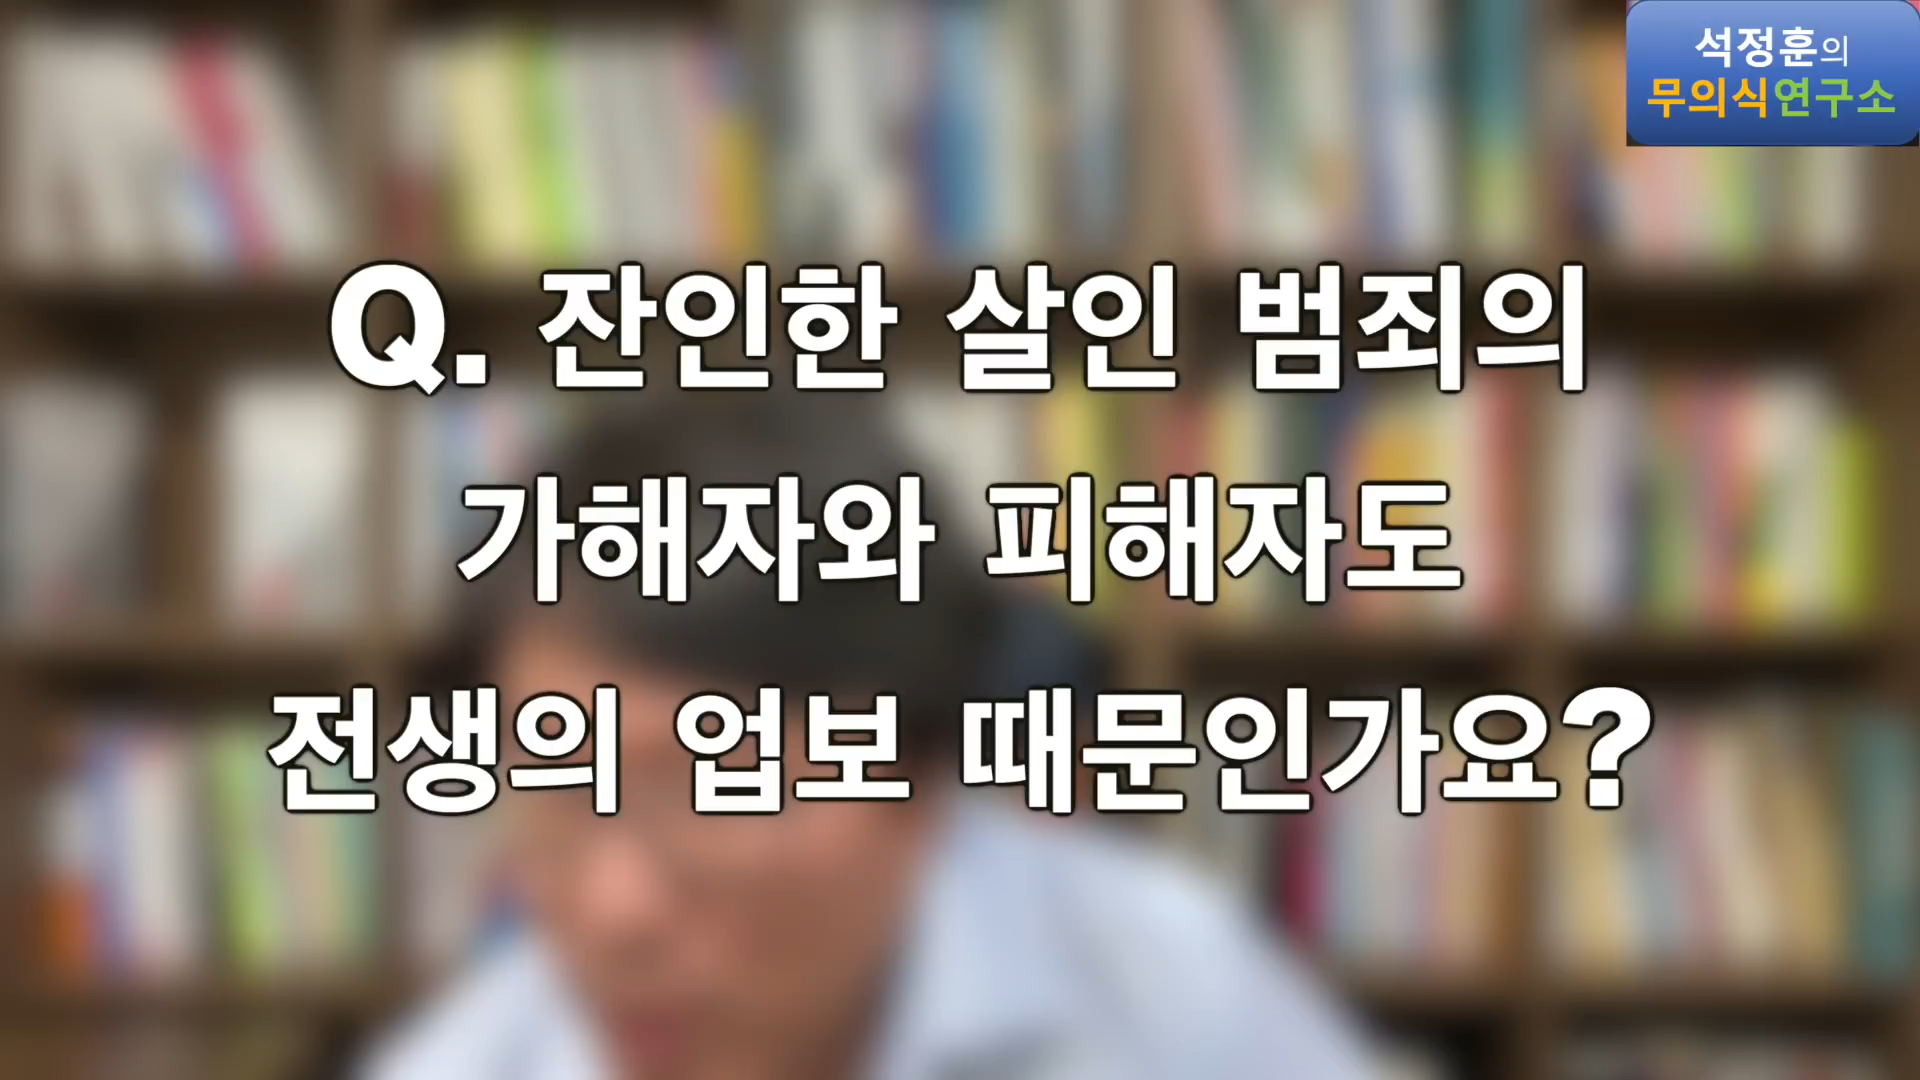 석정훈의
무의식연구소
Q. 잔인한 살인 범죄의
가해자와 피해자도
전생의 업보 때문인가요?